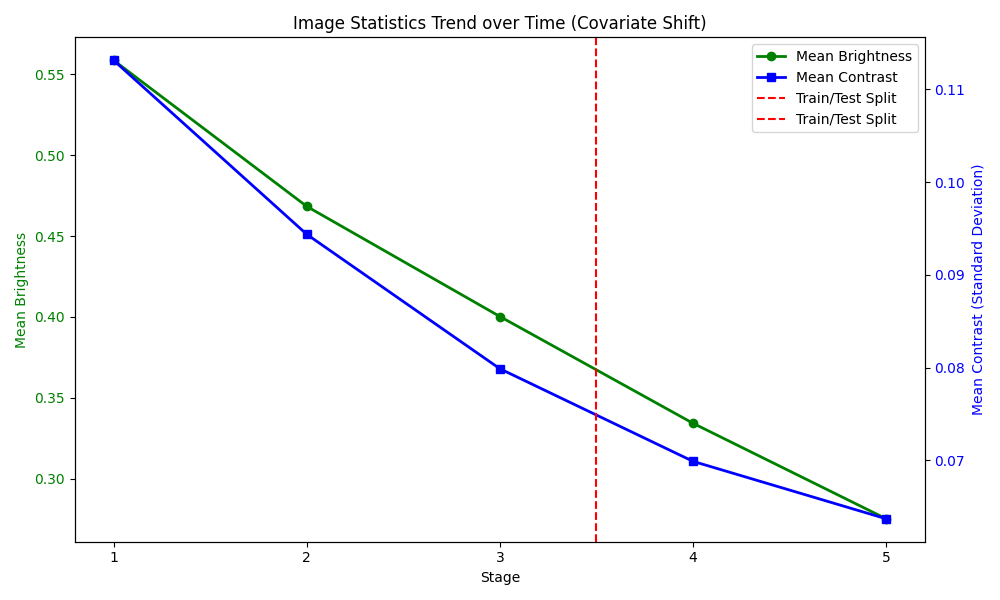 Image Statistics Trend over Time (Covariate Shift)
Mean Brightness
Mean Contrast
Train/Test Split
Train/Test Split
0.55
0.50
0.45
0.40
0.35
0.30
Mean Brightness
0.11
0.10
0.09
0.08
0.07
Mean Contrast (Standard Deviation)
1 2 3 4 5
Stage